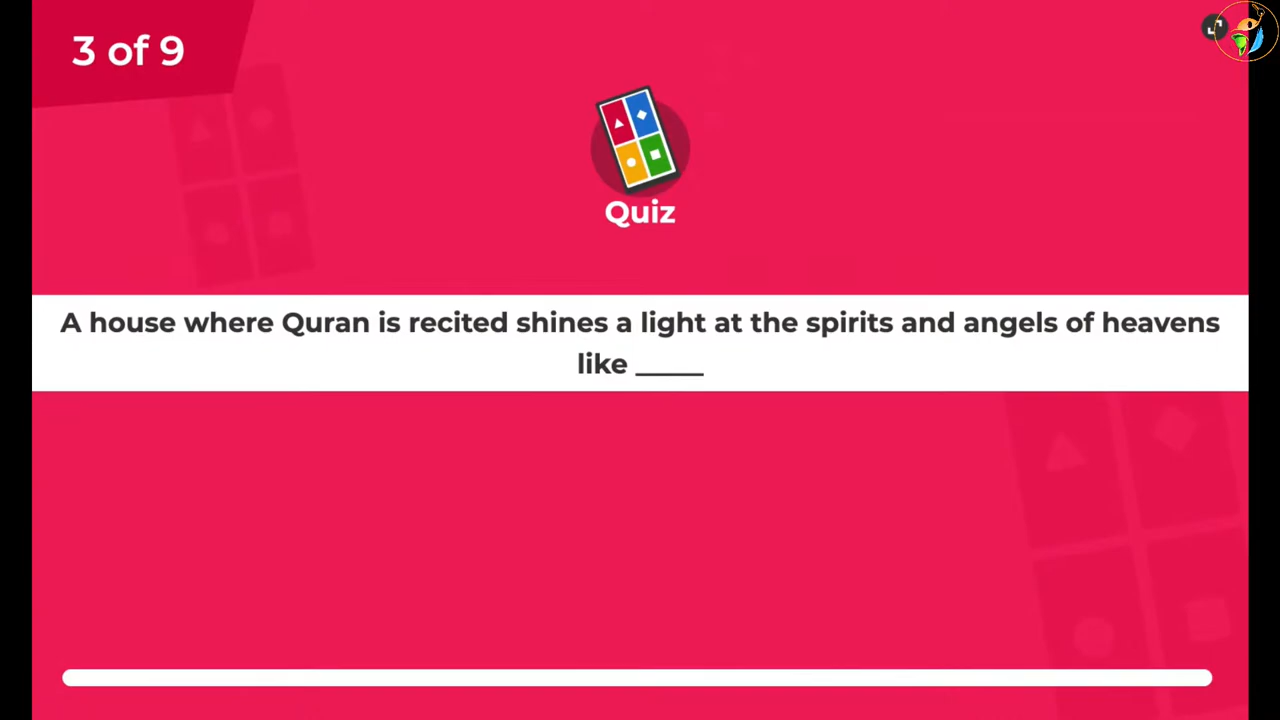 3 of 9
Quiz
A house where Quran is recited shines a light at the spirits and angels of heavens
like _____